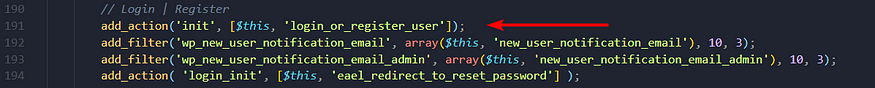 190 // Login | Register
191 add_action('init', [$this, 'login_or_register_user']);
192 add_filter('wp_new_user_notification_email', array($this, 'new_user_notification_email'), 10, 3);
193 add_filter('wp_new_user_notification_email_admin', array($this, 'new_user_notification_email_admin'), 10, 3);
194 add_action( 'login_init', [$this, 'eael_redirect_to_reset_password'] );